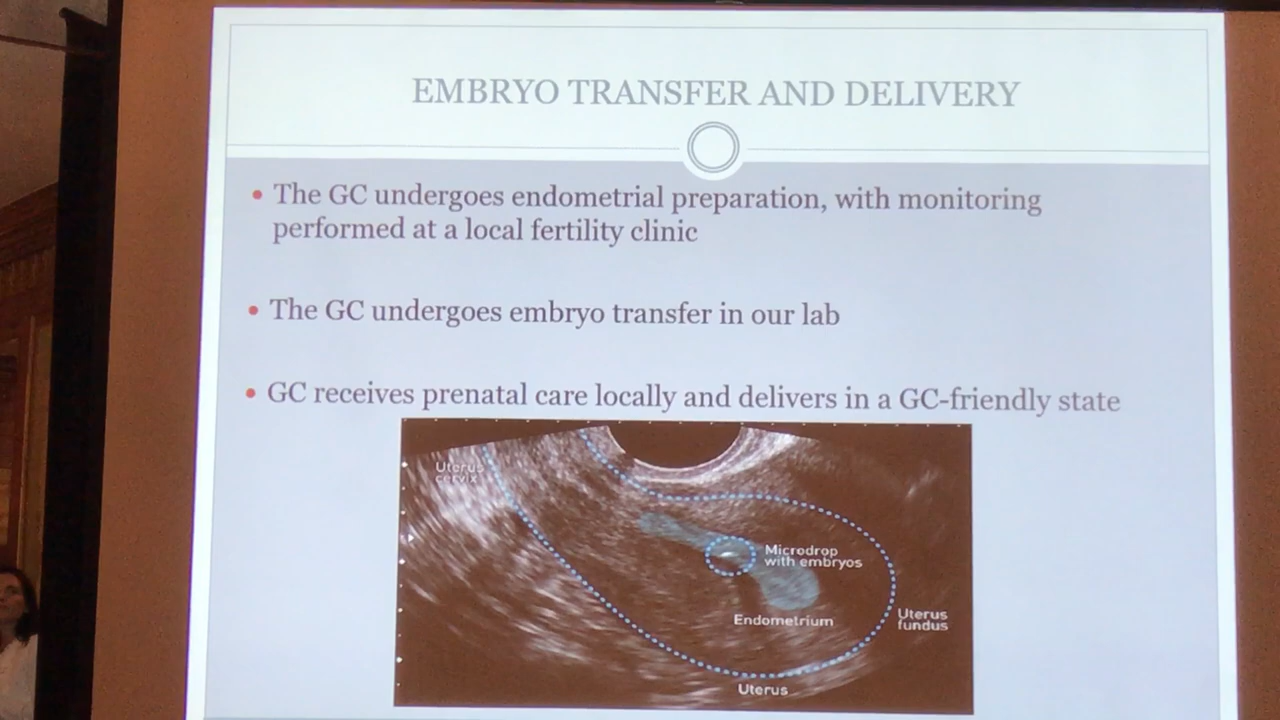 EMBRYO TRANSFER AND DELIVERY
• The GC undergoes endometrial preparation, with monitoring
performed at a local fertility clinic
• The GC undergoes embryo transfer in our lab
• GC receives prenatal care locally and delivers in a GC-friendly state
Uterus
cervix
Microdrop
with embryos
Endometrium
Uterus
fundus
Uterus